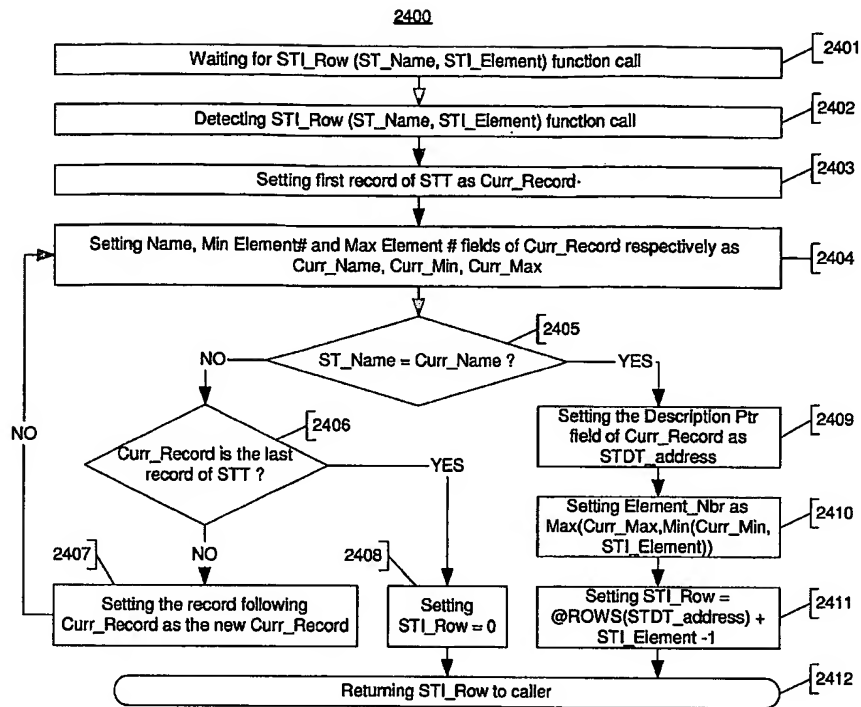 2400
Waiting for STI_Row (ST_Name, STI_Element) function call
2401
Detecting STI_Row (ST_Name, STI_Element) function call
2402
Setting first record of STT as Curr_Record
2403
Setting Name, Min Element# and Max Element # fields of Curr_Record respectively as
Curr_Name, Curr_Min, Curr_Max
2404
2405
ST_Name = Curr_Name ?
NO
YES
2406
Curr_Record is the last
record of STT ?
YES
NO
NO
Setting the Description Ptr
field of Curr_Record as
STDT_address
2409
Setting Element_Nbr as
Max(Curr_Max,Min(Curr_Min,
STI_Element))
2410
2407
Setting the record following
Curr_Record as the new Curr_Record
2408
Setting
STI_Row = 0
Setting STI_Row =
@ROWS(STDT_address) +
STI_Element -1
2411
Returning STI_Row to caller
2412